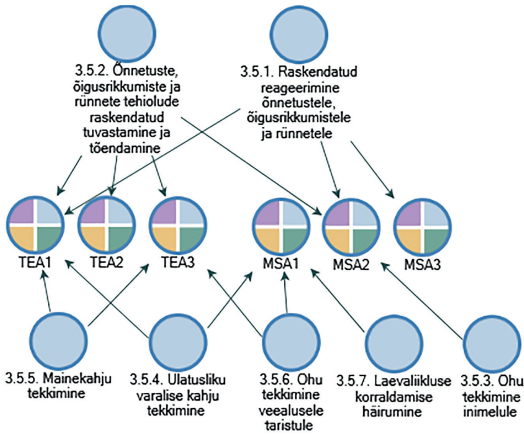 3.5.2. Õnnetuste,
õigusrikkumiste ja
rünnete tehiolude
raskendatud
tuvastamine ja
tõendamine
3.5.1. Raskendatud
reageerimine
õnnetustele,
õigusrikkumistele
ja rünnetele
TEA1
TEA2
TEA3
MSA1
MSA2
MSA3
3.5.5. Mainekahju
tekkimine
3.5.4. Ulatusliku
varalise kahju
tekkimine
3.5.6. Ohu
tekkimine
veealusele
taristule
3.5.7. Laevaliikluse
korraldamise
häirumine
3.5.3. Ohu
tekkimine
inimelule